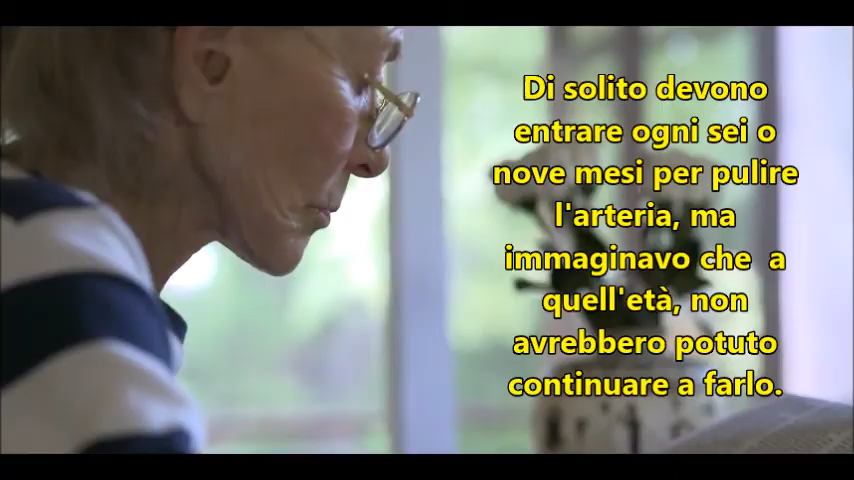 Di solito devono
entrare ogni sei o
nove mesi per pulire
l'arteria, ma
immaginavo che  a
quell'età, non
avrebbero potuto
continuare a farlo.